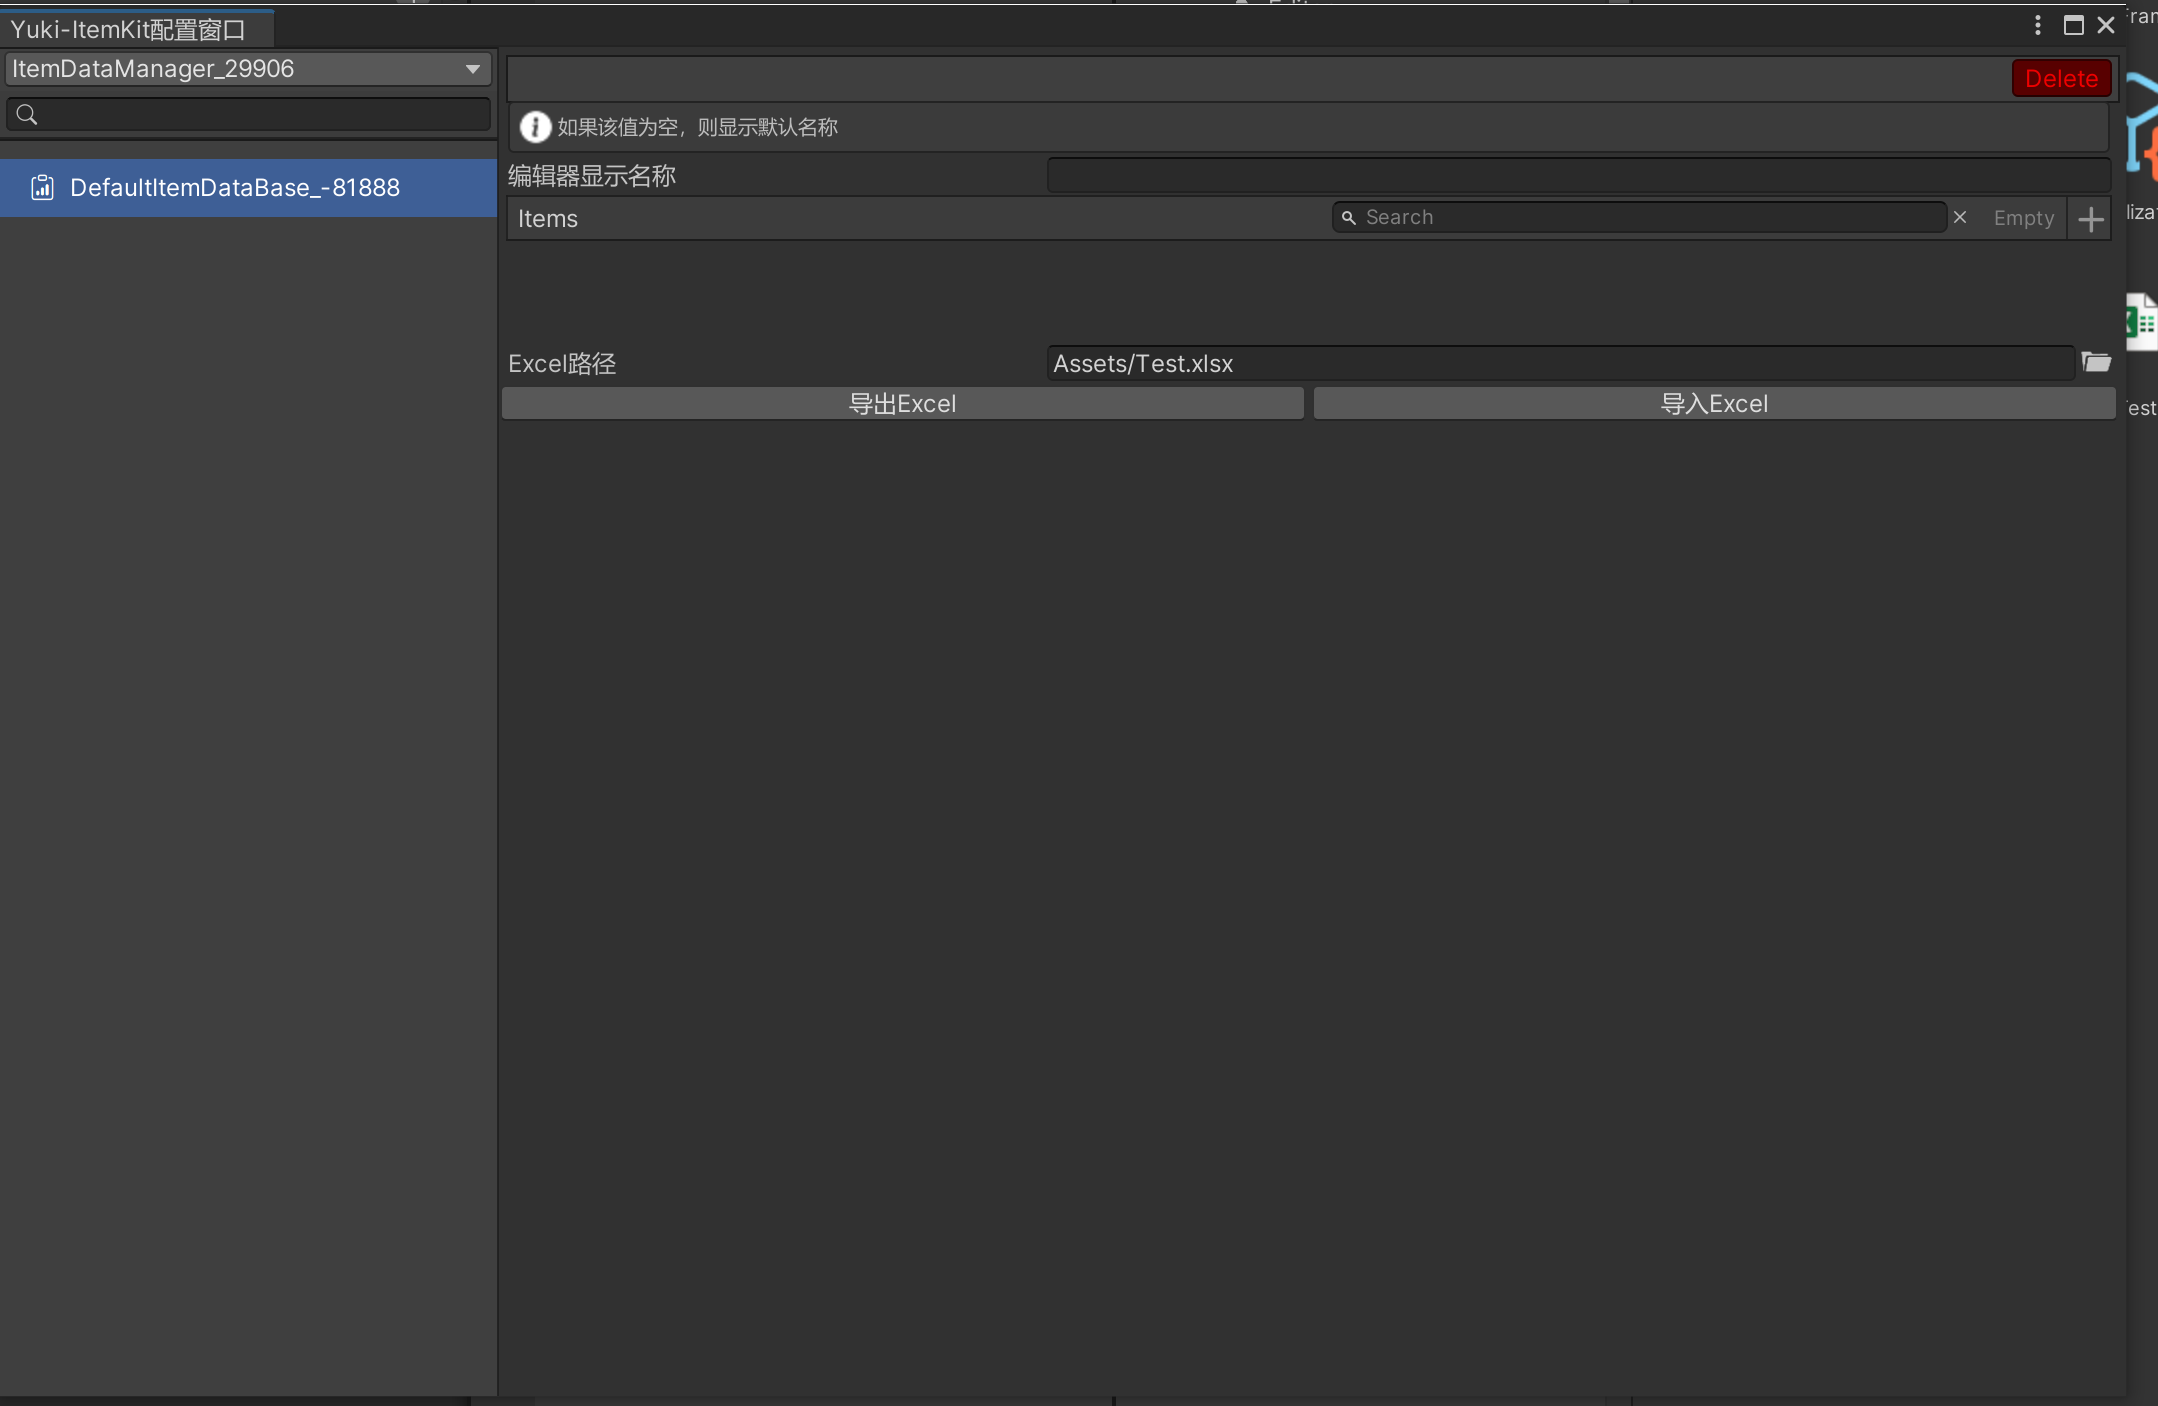 Yuki-ItemKit配置窗口
ItemDataManager_29906
Delete
如果该值为空，则显示默认名称
DefaultItemDataBase_-81888
编辑器显示名称
Items
Search
Empty
Excel路径
Assets/Test.xlsx
导出Excel
导入Excel